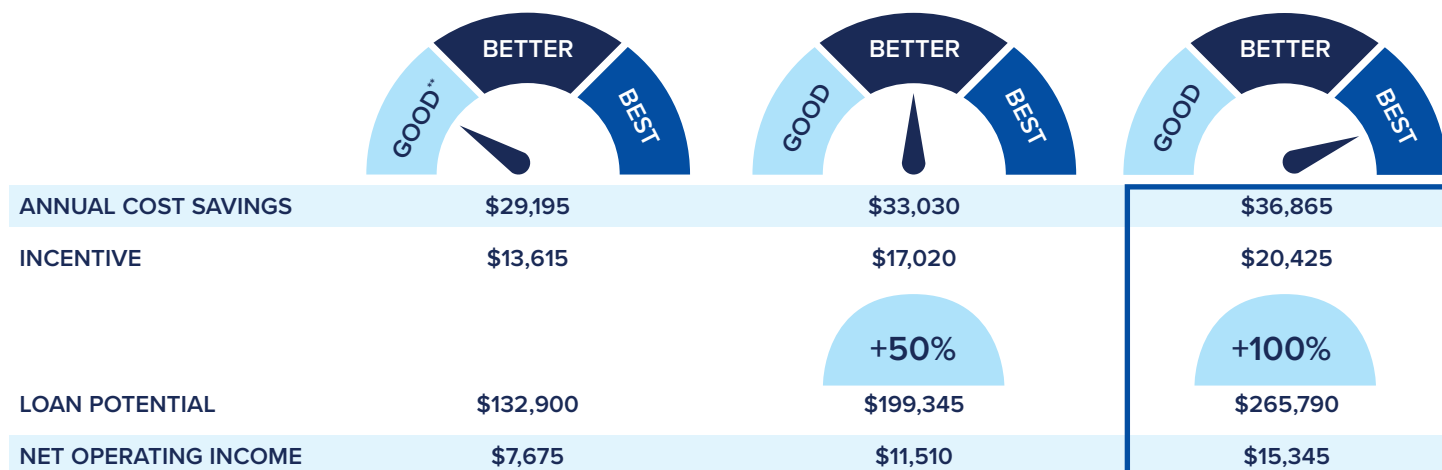 BETTER
GOOD**
BEST
BETTER
GOOD
BEST
BETTER
GOOD
BEST
ANNUAL COST SAVINGS $29,195 $33,030 $36,865
INCENTIVE $13,615 $17,020 $20,425
+50% +100%
LOAN POTENTIAL $132,900 $199,345 $265,790
NET OPERATING INCOME $7,675 $11,510 $15,345